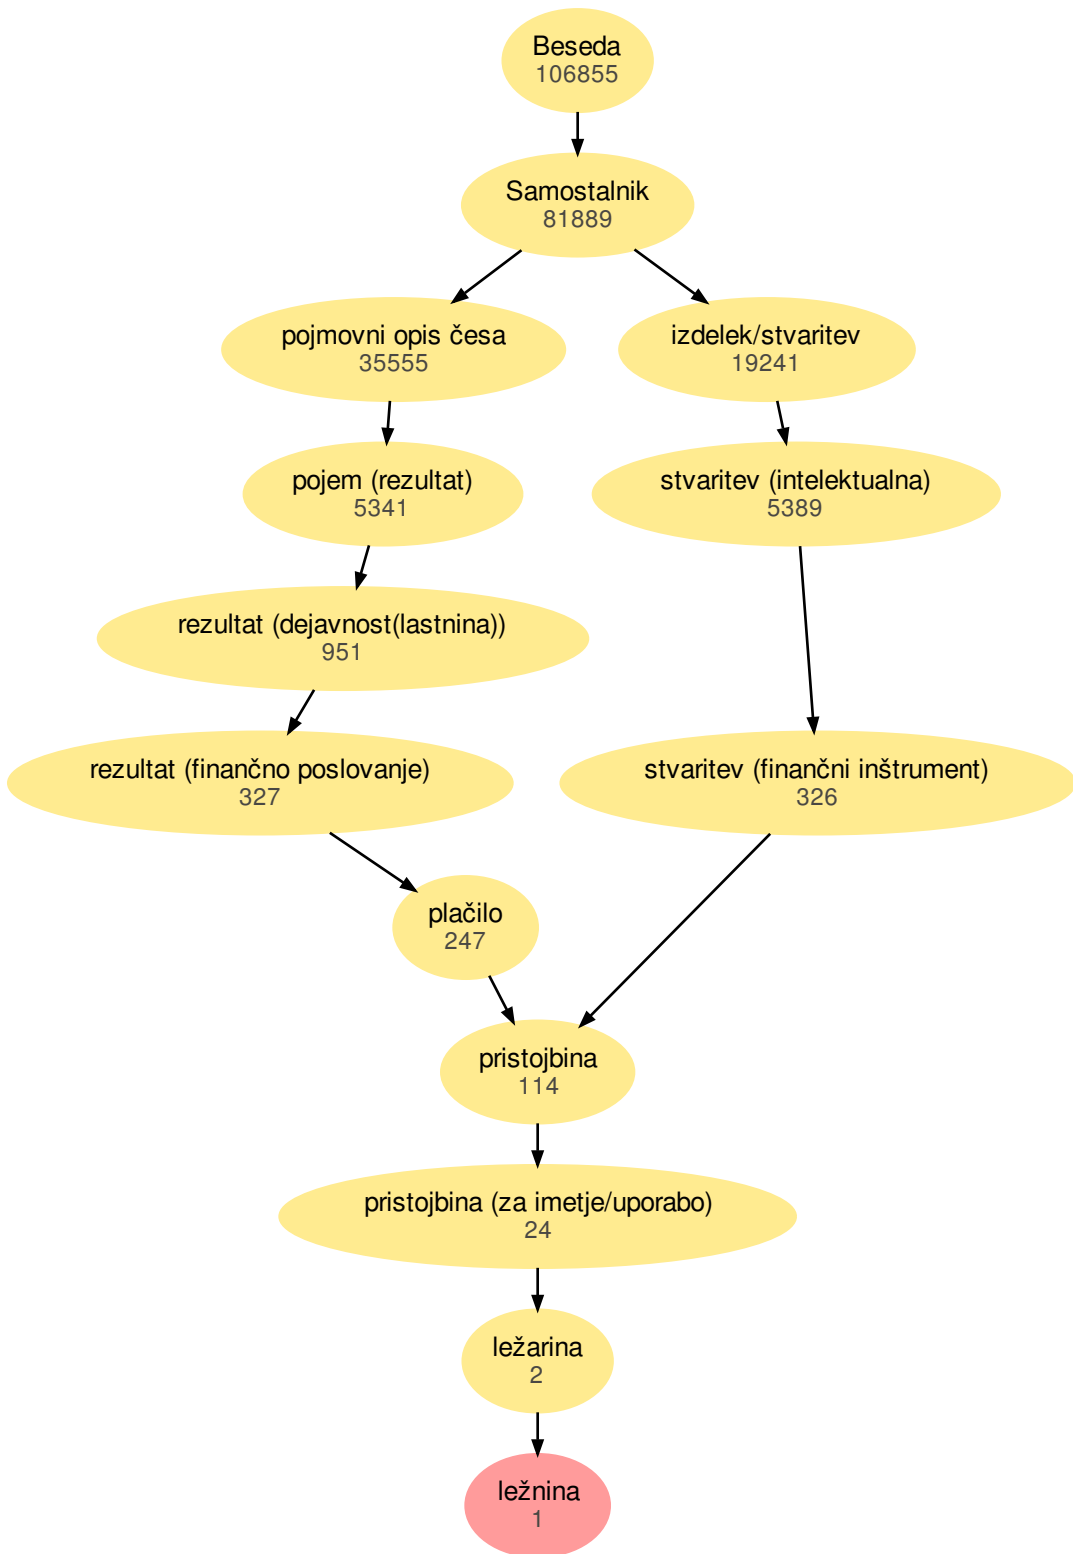 Beseda
106855
Samostalnik
81889
pojmovni opis česa
35555
izdelek/stvaritev
19241
pojem (rezultat)
5341
stvaritev (intelektualna)
5389
rezultat (dejavnost(lastnina))
951
rezultat (finančno poslovanje)
327
stvaritev (finančni inštrument)
326
plačilo
247
pristojbina
114
pristojbina (za imetje/uporabo)
24
ležarina
2
ležnina
1